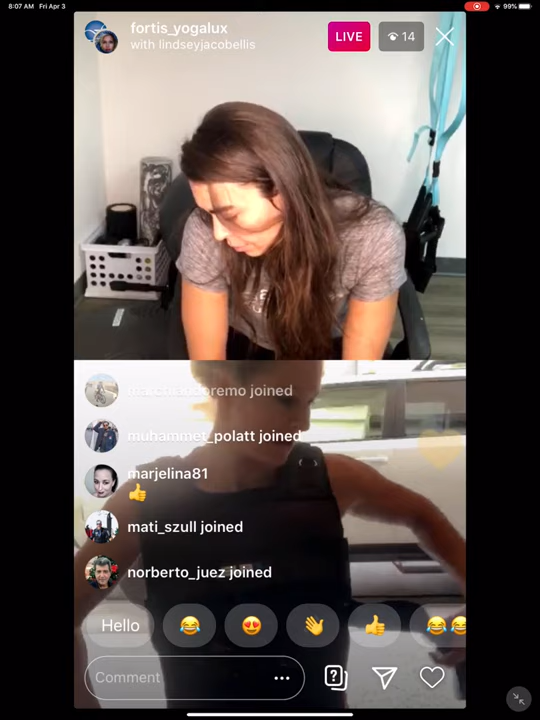 8:07 AM Fri Apr 3
99%
fortis_yogalux
with lindseyjacobellis
LIVE
14
joined
muhammet_polatt joined
marjelina81
👍
mati_szull joined
norberto_juez joined
Hello
😂 😍 👋 👍 😂😂
Comment